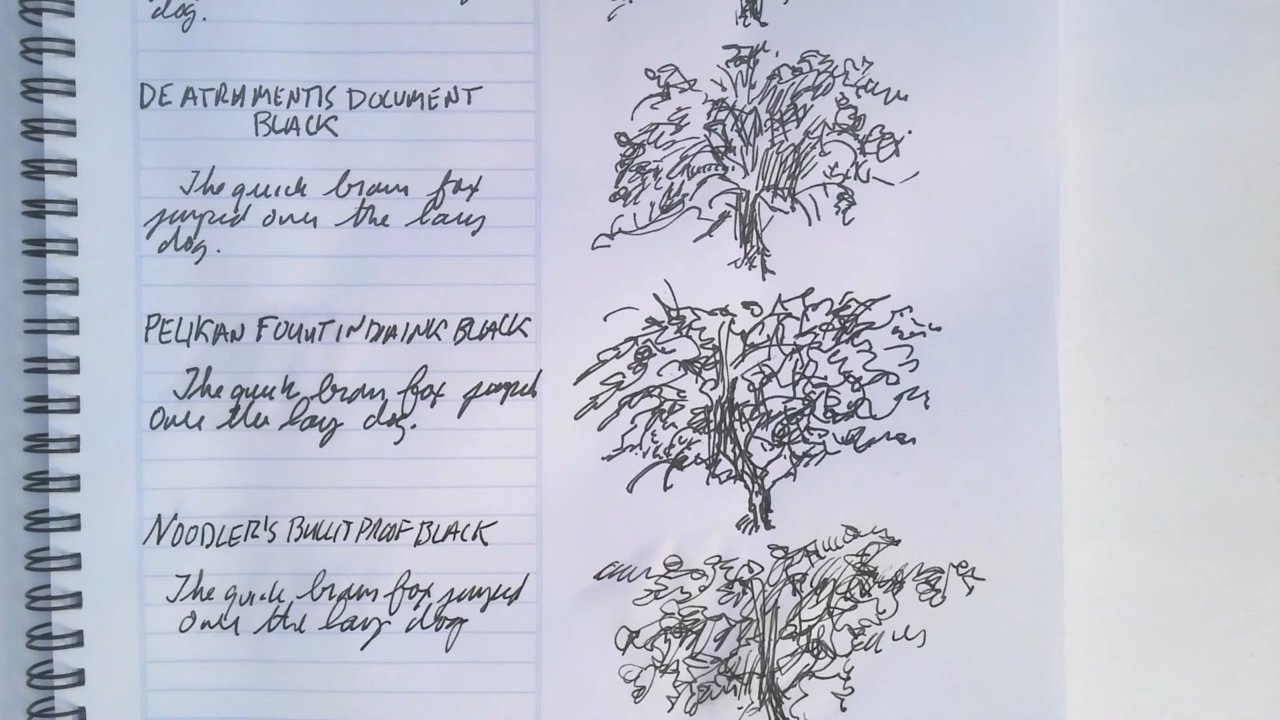 dog.
DE ATRAMENTIS DOCUMENT
BLACK
The quick brown fox
jumped over the lazy
dog.
PELIKAN FOUNT INDIA INK BLACK
The quick brown fox jumped
over the lazy dog.
NOODLER'S BULLITPROOF BLACK
The quick brown fox jumped
over the lazy dog